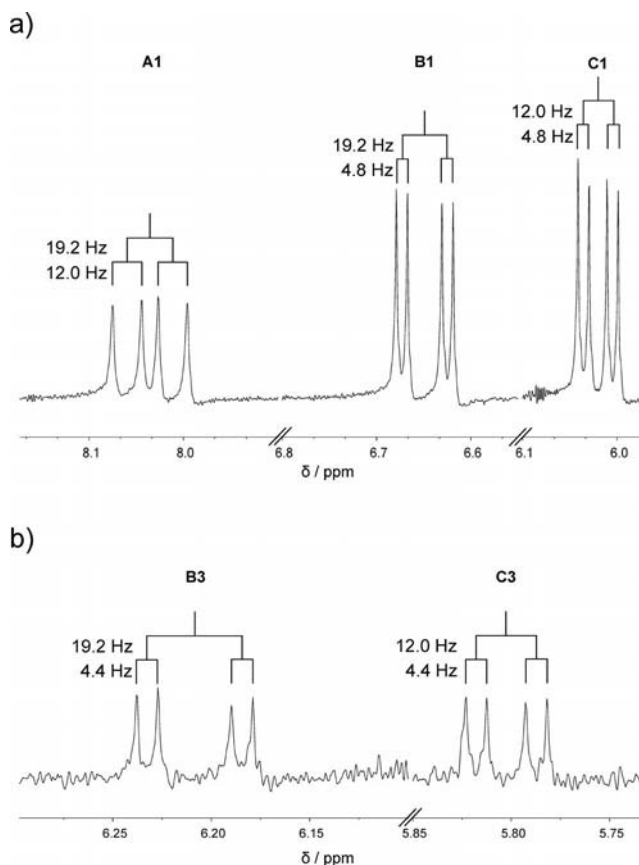 a)
A1
B1
C1
12.0 Hz
4.8 Hz
19.2 Hz
4.8 Hz
19.2 Hz
12.0 Hz
8.1 8.0 6.8 6.7 6.6 6.1 6.0
δ / ppm
b)
B3
C3
19.2 Hz
4.4 Hz
12.0 Hz
4.4 Hz
6.25 6.20 6.15 5.85 5.80 5.75
δ / ppm